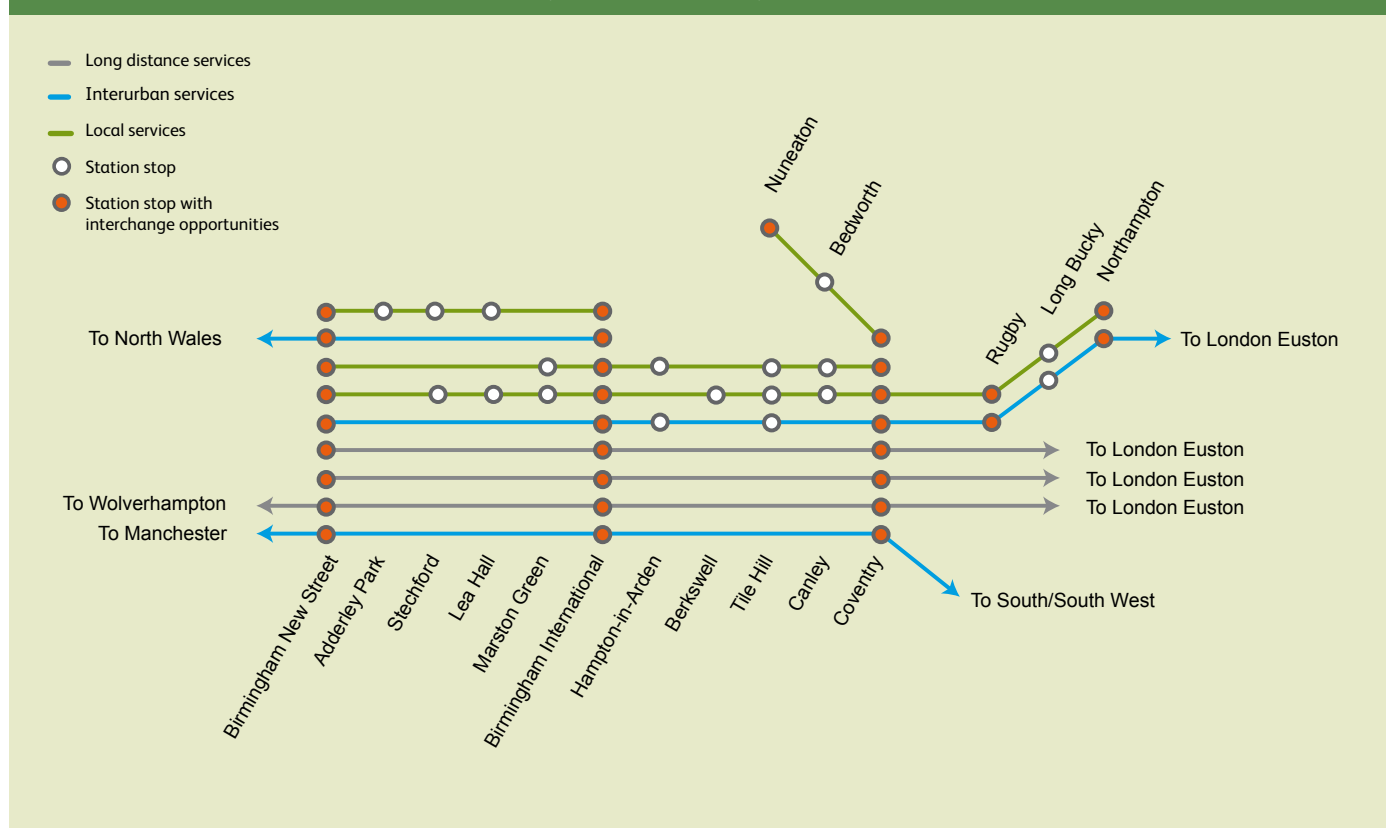 Long distance services
Interurban services
Local services
Station stop
Station stop with
interchange opportunities
Nuneaton
Bedworth
Rugby
Long Bucky
Northampton
To North Wales
To London Euston
To London Euston
To London Euston
To Wolverhampton
To London Euston
To Manchester
To South/South West
Birmingham New Street
Adderley Park
Stechford
Lea Hall
Marston Green
Birmingham International
Hampton-in-Arden
Berkswell
Tile Hill
Canley
Coventry